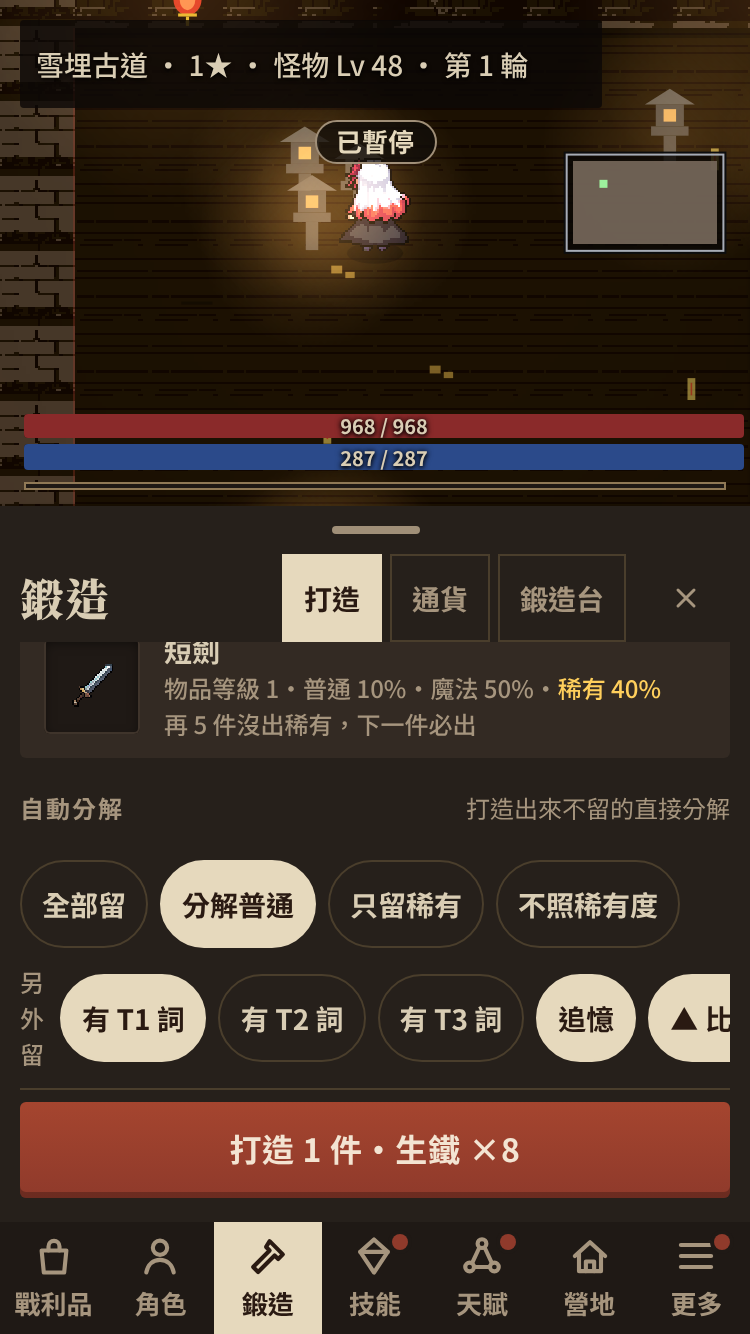 雪埋古道 • 1★ • 怪物 Lv 48 • 第 1 輪
已暫停
968 / 968
287 / 287
鍛造
打造
通貨
鍛造台
短劍
物品等級 1 • 普通 10% • 魔法 50% • 稀有 40%
再 5 件沒出稀有，下一件必出
自動分解
打造出來不留的直接分解
全部留
分解普通
只留稀有
不照稀有度
另外留
有 T1 詞
有 T2 詞
有 T3 詞
追憶
▲ 比
打造 1 件 • 生鐵 ×8
戰利品
角色
鍛造
技能
天賦
營地
更多